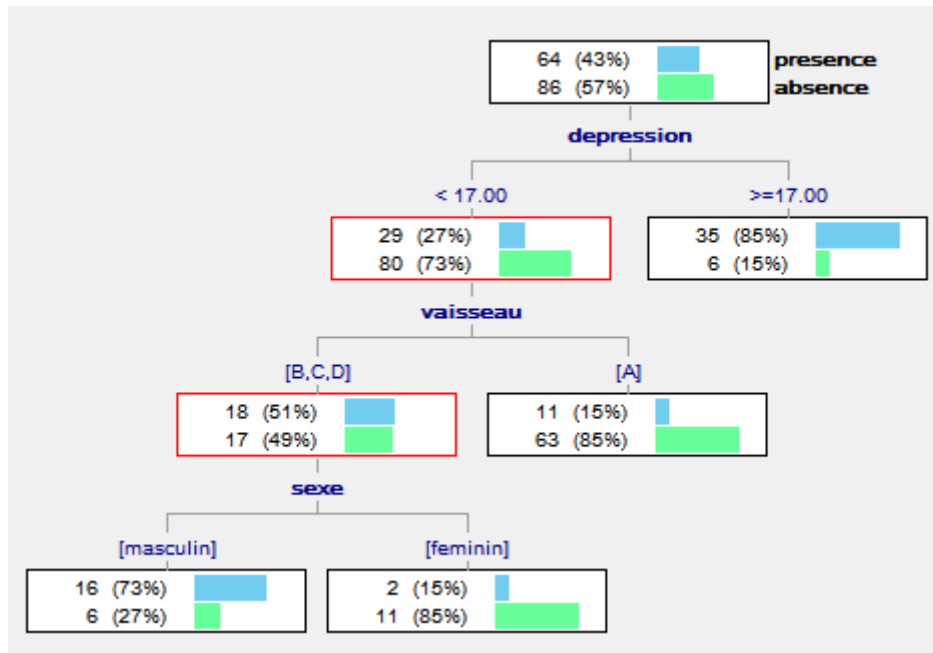 64 (43%) presence
86 (57%) absence
depression
< 17.00 >=17.00
29 (27%) 35 (85%)
80 (73%) 6 (15%)
vaisseau
[B,C,D] [A]
18 (51%) 11 (15%)
17 (49%) 63 (85%)
sexe
[masculin] [feminin]
16 (73%) 2 (15%)
6 (27%) 11 (85%)